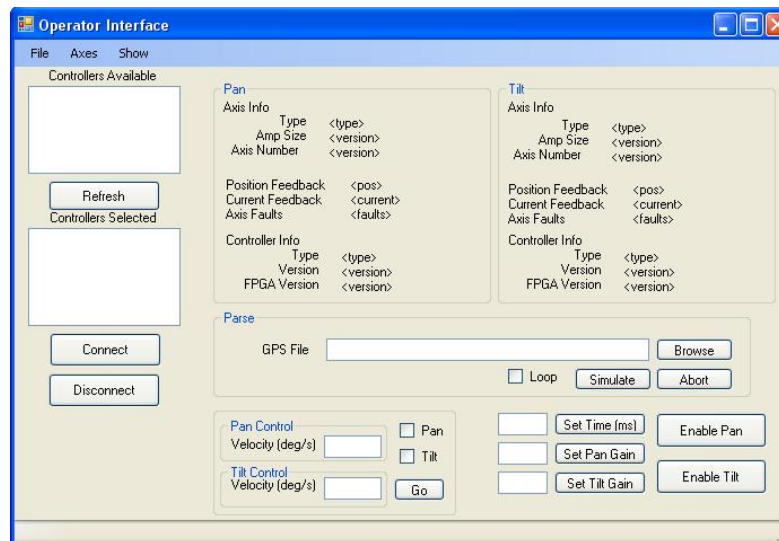 Operator Interface
File Axes Show
Controllers Available
Refresh
Controllers Selected
Connect
Disconnect
Pan
Axis Info
Type <type>
Amp Size <version>
Axis Number <version>
Position Feedback <pos>
Current Feedback <current>
Axis Faults <faults>
Controller Info
Type <type>
Version <version>
FPGA Version <version>
Tilt
Axis Info
Type <type>
Amp Size <version>
Axis Number <version>
Position Feedback <pos>
Current Feedback <current>
Axis Faults <faults>
Controller Info
Type <type>
Version <version>
FPGA Version <version>
Parse
GPS File Browse
Loop Simulate Abort
Pan Control
Velocity (deg/s)
Tilt Control
Velocity (deg/s)
Pan
Tilt
Go
Set Time (ms)
Set Pan Gain
Set Tilt Gain
Enable Pan
Enable Tilt